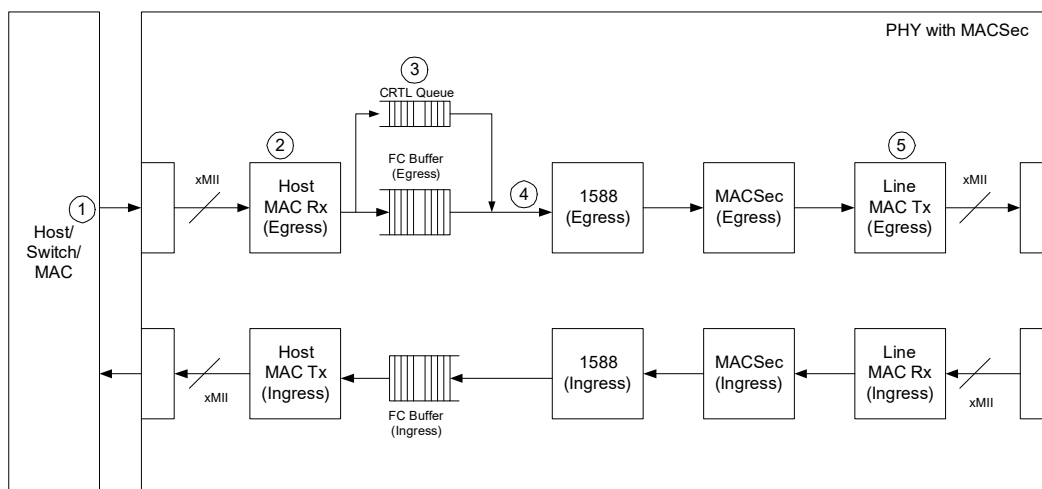 PHY with MACSec
3
CRTL Queue
2
5
FC Buffer
(Egress)
xMII
Host
MAC Rx
(Egress)
4
1588
(Egress)
MACSec
(Egress)
Line
MAC Tx
(Egress)
xMII
1
Host/
Switch/
MAC
xMII
Host
MAC Tx
(Ingress)
FC Buffer
(Ingress)
1588
(Ingress)
MACSec
(Ingress)
Line
MAC Rx
(Ingress)
xMII